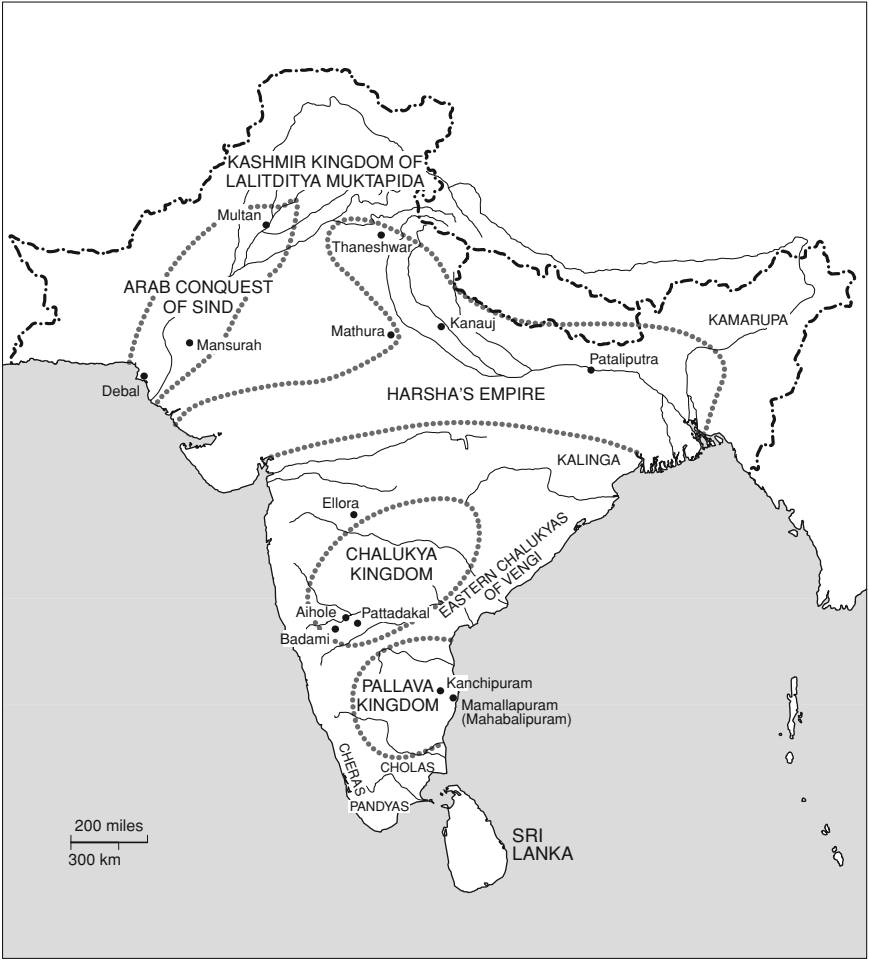 KASHMIR KINGDOM OF
LALITDITYA MUKTAPIDA
Multan
Thaneshwar
ARAB CONQUEST
OF SIND
KAMARUPA
Kanauj
Mathura
Mansurah
Pataliputra
Debal
HARSHA'S EMPIRE
KALINGA
Ellora
CHALUKYA
KINGDOM
EASTERN CHALUKYAS
OF VENGI
Aihole
Pattadakal
Badami
PALLAVA
KINGDOM
Kanchipuram
Mamallapuram
(Mahabalipuram)
CHERAS
CHOLAS
PANDYAS
200 miles
300 km
SRI
LANKA